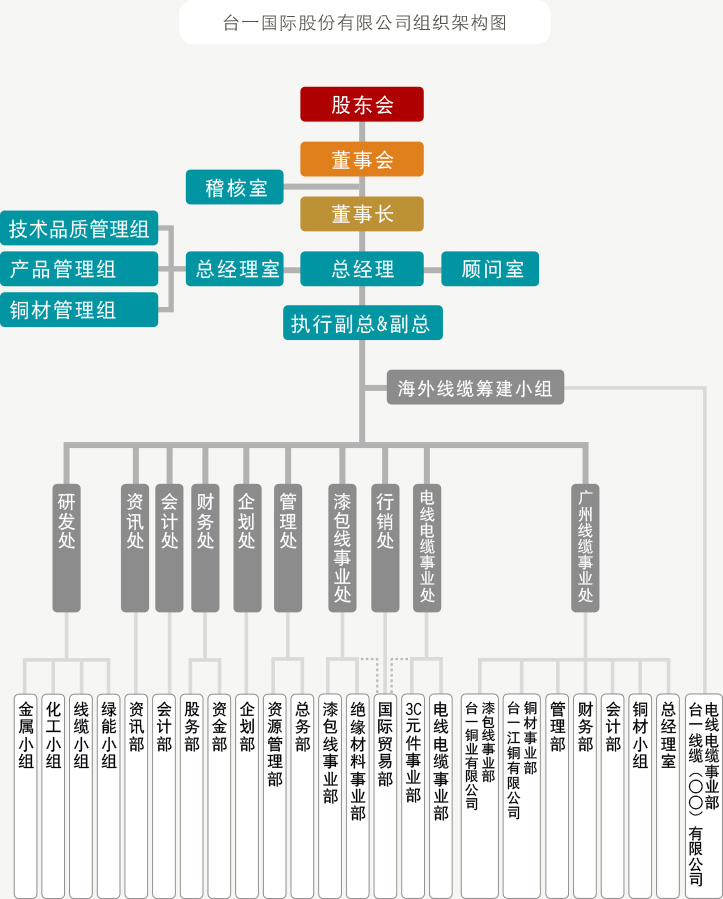 台一国际股份有限公司组织架构图
股东会
董事会
稽核室
董事长
技术品质管理组
产品管理组
铜材管理组
总经理室
总经理
顾问室
执行副总&副总
海外线缆筹建小组
研发处
资讯处
会计处
财务处
企划处
管理处
漆包线事业处
行销处
电线电缆事业处
广州线缆事业处
金属小组
化工小组
线缆小组
绿能小组
资讯部
会计部
股务部
资金部
企划部
资源管理部
总务部
漆包线事业部
绝缘材料事业部
国际贸易部
3C元件事业部
电线电缆事业部
漆包线事业部
台一铜业有限公司
铜材事业部
台一江铜有限公司
管理部
财务部
会计部
铜材小组
总经理室
电线电缆事业部
台一线缆（〇〇）有限公司